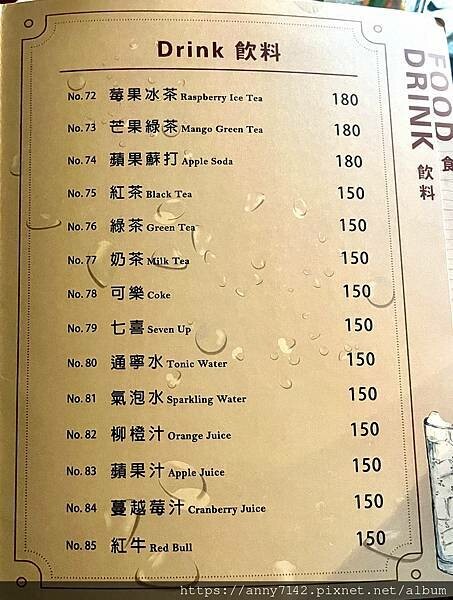 Drink 飲料
No. 72 莓果冰茶 Raspberry Ice Tea 180
No. 73 芒果綠茶 Mango Green Tea 180
No. 74 蘋果蘇打 Apple Soda 180
No. 75 紅茶 Black Tea 150
No. 76 綠茶 Green Tea 150
No. 77 奶茶 Milk Tea 150
No. 78 可樂 Coke 150
No. 79 七喜 Seven Up 150
No. 80 通寧水 Tonic Water 150
No. 81 氣泡水 Sparkling Water 150
No. 82 柳橙汁 Orange Juice 150
No. 83 蘋果汁 Apple Juice 150
No. 84 蔓越莓汁 Cranberry Juice 150
No. 85 紅牛 Red Bull 150
FOOD 食
DRINK 飲料
https://anny7142.pixnet.net/album